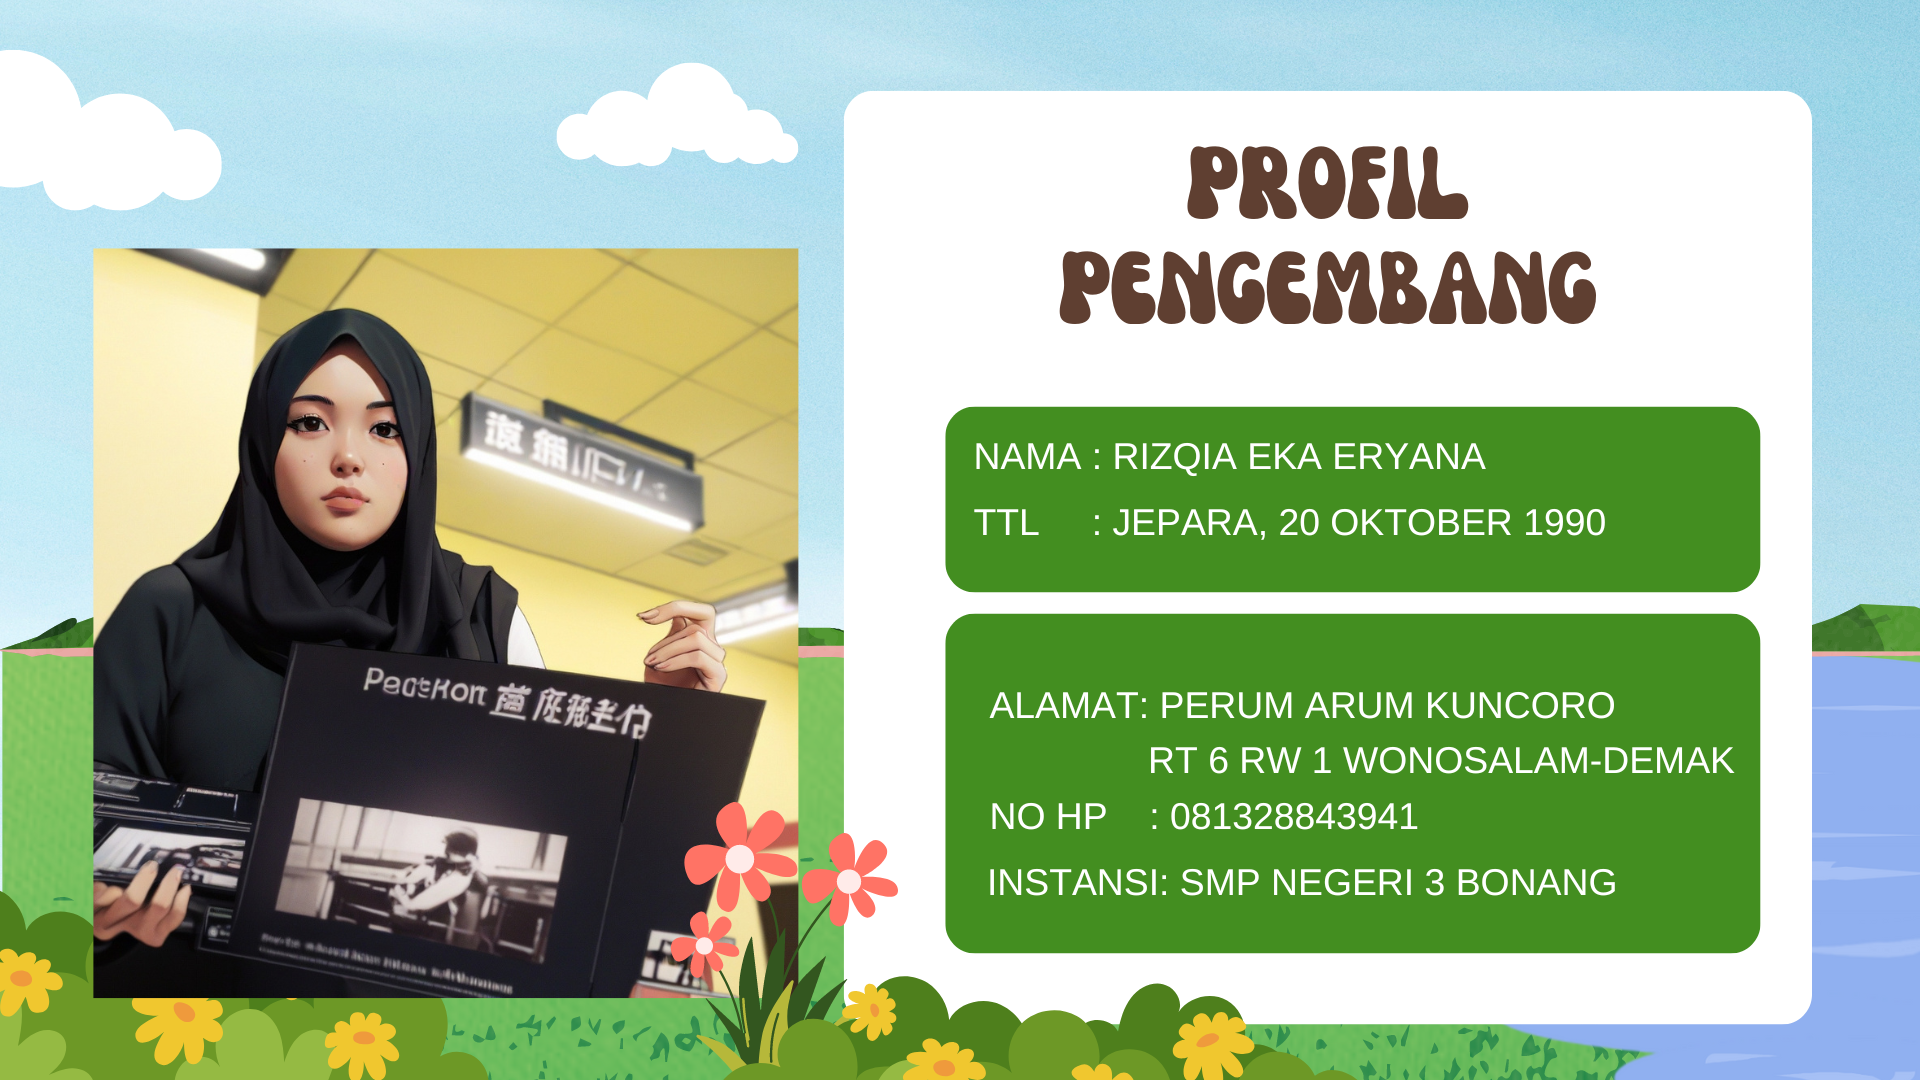 PROFIL
PENGEMBANG
NAMA : RIZQIA EKA ERYANA
TTL : JEPARA, 20 OKTOBER 1990
ALAMAT: PERUM ARUM KUNCORO
RT 6 RW 1 WONOSALAM-DEMAK
NO HP : 081328843941
INSTANSI: SMP NEGERI 3 BONANG